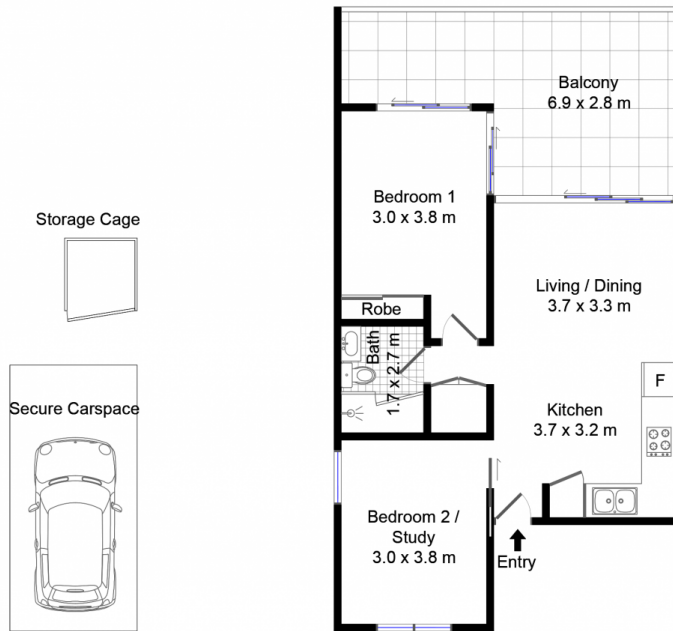 Balcony
6.9 x 2.8 m
Bedroom 1
3.0 x 3.8 m
Storage Cage
Living / Dining
3.7 x 3.3 m
Robe
Bath
1.7 x 2.7 m
F
Secure Carspace
Kitchen
3.7 x 3.2 m
Bedroom 2 /
Study
3.0 x 3.8 m
Entry